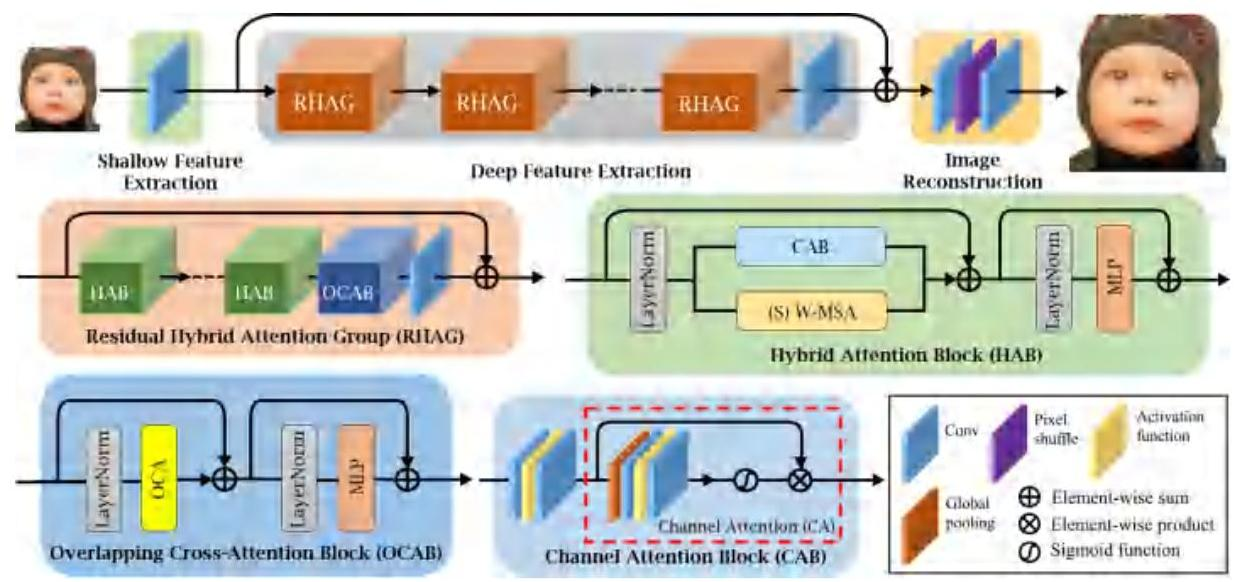 RHAG
RHAG
RHAG
Shallow Feature
Extraction
Deep Feature Extraction
Image
Reconstruction
HAB
HAB
OCAB
Residual Hybrid Attention Group (RHAG)
LayerNorm
CAB
(S) W-MSA
LayerNorm
MLP
Hybrid Attention Block (HAB)
LayerNorm
OCA
LayerNorm
MLP
Overlapping Cross-Attention Block (OCAB)
Channel Attention (CA)
Channel Attention Block (CAB)
Conv
Pixel
shuffle
Activation
function
Global
pooling
Element-wise sum
Element-wise product
Sigmoid function